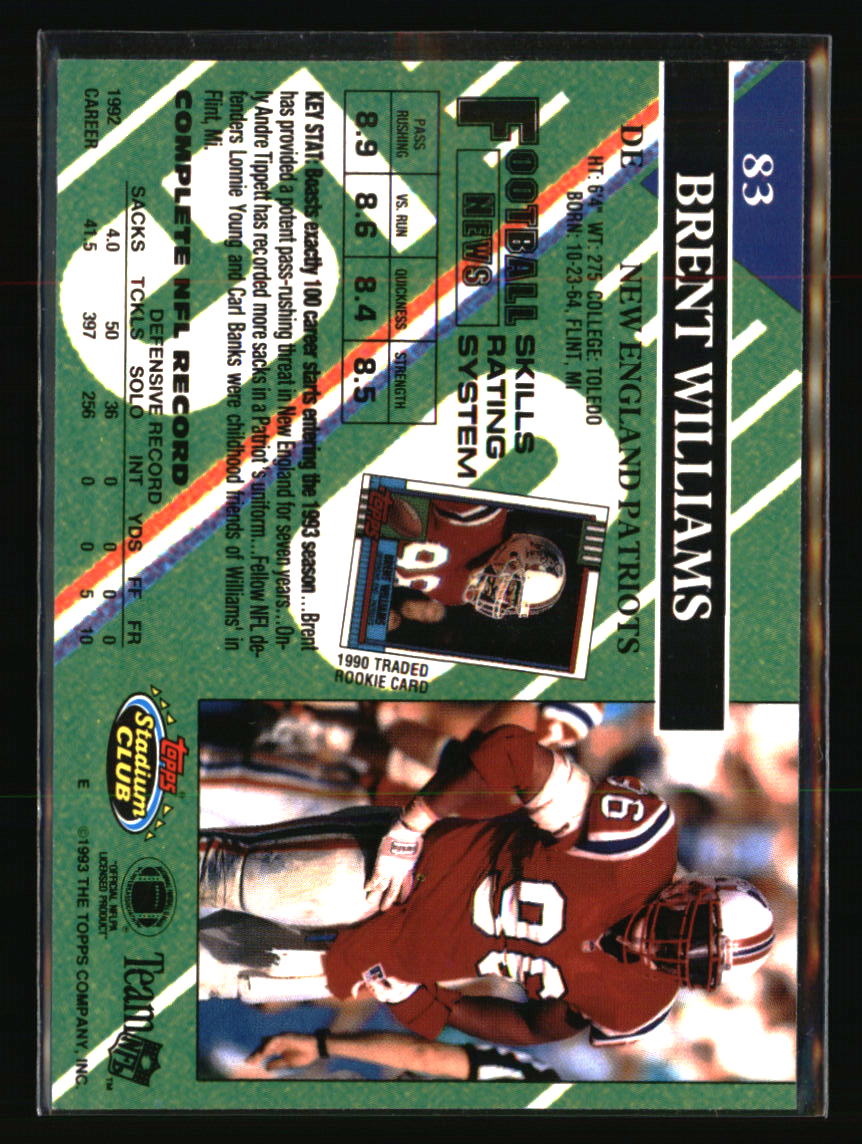 83
BRENT WILLIAMS
DE NEW ENGLAND PATRIOTS
HT: 6'4" WT: 275 COLLEGE: TOLEDO
BORN: 10-23-64, FLINT, MI
FOOTBALL
NEWS
SKILLS
RATING
SYSTEM
PASS RUSHING VS. RUN QUICKNESS STRENGTH
8.9 8.6 8.4 8.5
TOPPS
BRENT WILLIAMS
96
1990 TRADED
ROOKIE CARD
KEY STAT: Boasts exactly 100 career starts entering the 1993 season...Brent
has provided a potent pass-rushing threat in New England for seven years...On-
ly Andre Tippett has recorded more sacks in a Patriot's uniform...Fellow NFL de-
fenders Lonnie Young and Carl Banks were childhood friends of Williams' in
Flint, Mi.
COMPLETE NFL RECORD
DEFENSIVE RECORD
SACKS TCKLS SOLO INT YDS FF FR
1992 4.0 50 36 0 0 0 0
CAREER 41.5 397 256 0 0 5 10
96
96
TOPPS®
Stadium
CLUB
"OFFICIAL NFLPA
LICENSED PRODUCT"
Team NFL™
E ©1993 THE TOPPS COMPANY, INC.